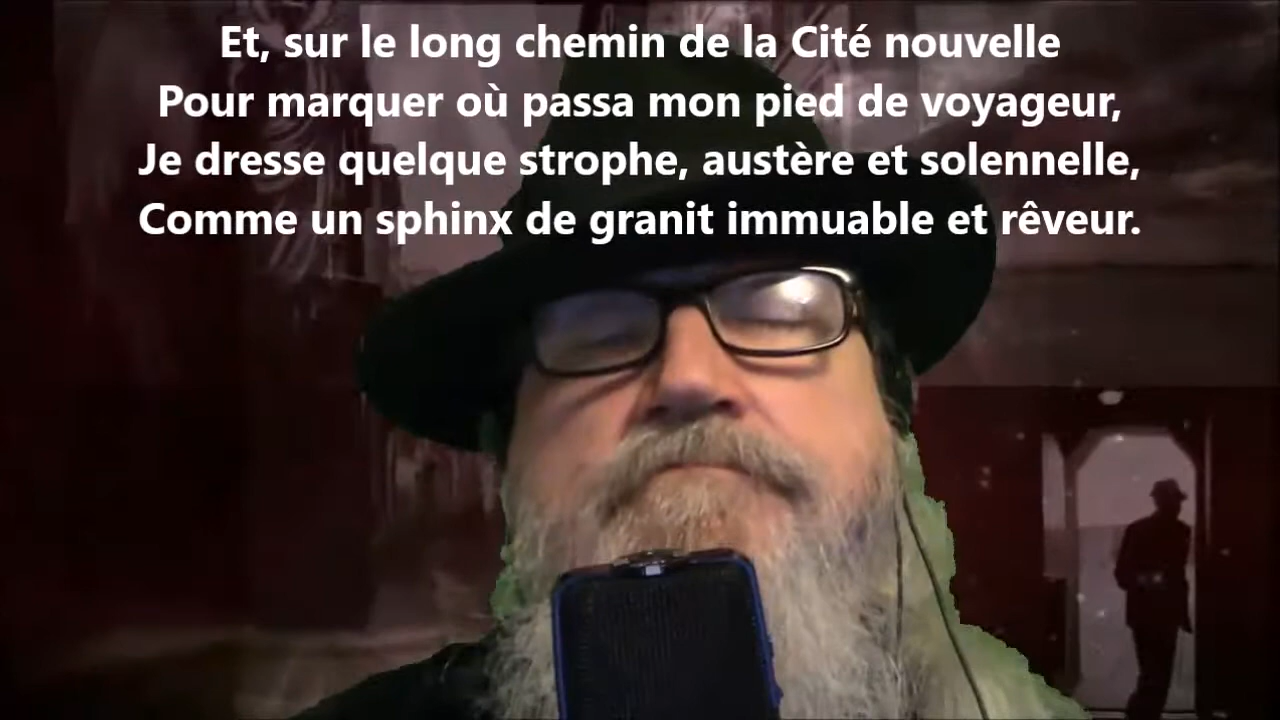 Et, sur le long chemin de la Cité nouvelle
Pour marquer où passa mon pied de voyageur,
Je dresse quelque strophe, austère et solennelle,
Comme un sphinx de granit immuable et rêveur.